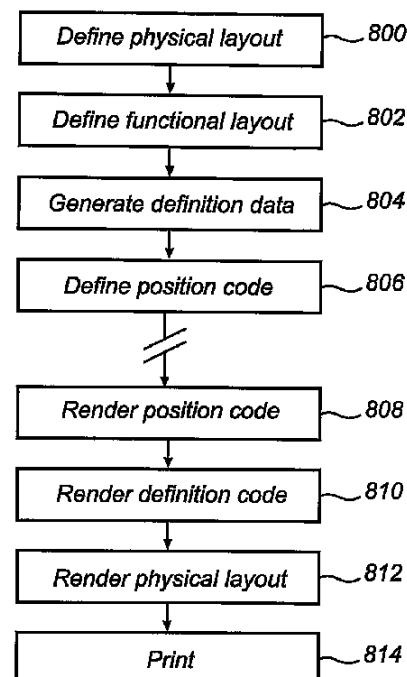 Define physical layout 800
Define functional layout 802
Generate definition data 804
Define position code 806
Render position code 808
Render definition code 810
Render physical layout 812
Print 814